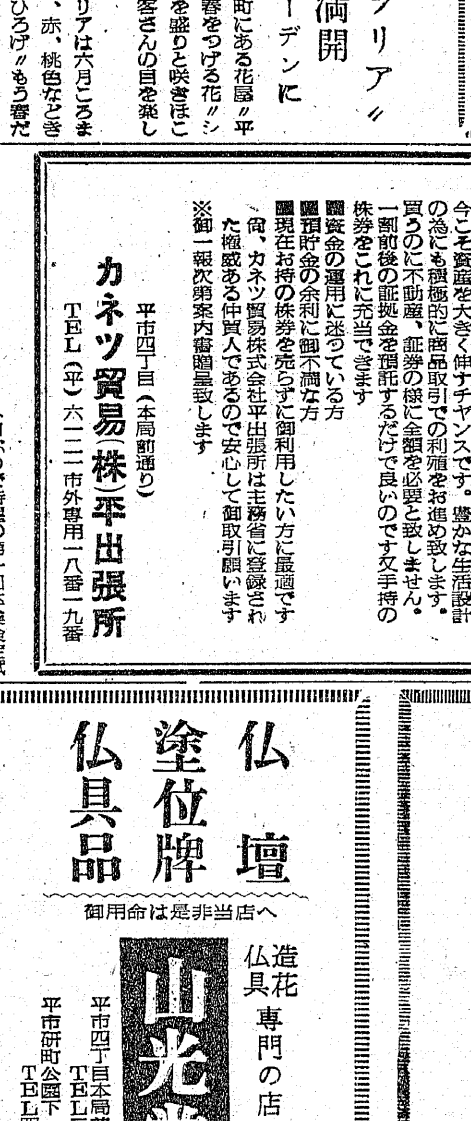 フリア〃
満開
ーデンに
町にある花屋〃平
春をつげる花〃シ
を盛りと咲きほこ
客さんの目を楽し
リアは六月ころま
、赤、桃色などき
ひろげ〃もう春だ
今こそ資産を大きく伸すチャンスです。豊かな生活設計
の為にも積極的に商品取引での利殖をお進め致します。
買うのに不動産、証券の様に全額を必要と致しません。
一割前後の証拠金を預託するだけで良いのです又手持の
株券をこれに充当できます
資金の運用に迷っている方
預貯金の余利に御不満な方
現在お持の株券を売らずに御利用したい方に最適です
尚、カネツ貿易株式会社平出張所は主務省に登録され
た権威ある仲買人であるので安心して御取引願います
※御一報次第案内書贈呈致します
平市四丁目(本局前通り)
カネツ貿易(株)平出張所
TEL(平)六一二一市外専用一八番一九番
仏壇
塗位牌
仏具品
御用命は是非当店へ
造花
仏具
専門の店
山光堂
平市四丁目本局前
TEL
平市研町公園下
TEL四